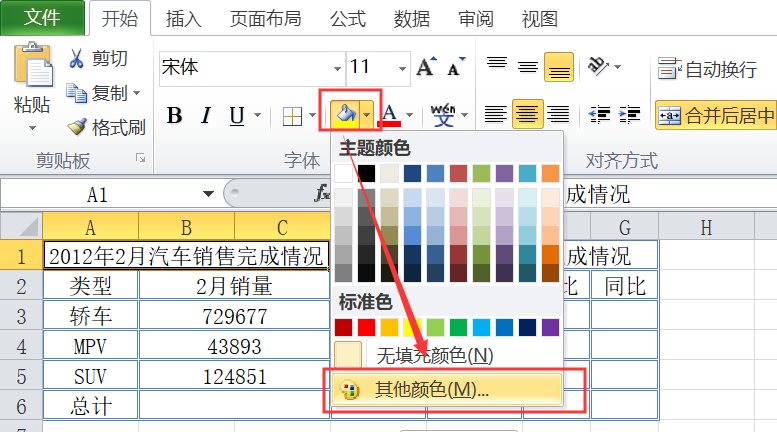 文件 开始 插入 页面布局 公式 数据 审阅 视图
剪切
复制
格式刷
粘贴
剪贴板
宋体 11 A A
B I U A wén 文
字体
自动换行
合并后居中
对齐方式
A1 fx 成情况
主题颜色
标准色
无填充颜色(N)
其他颜色(M)...
A B C G H
1 2012年2月汽车销售完成情况 成情况
2 类型 2月销量 比 同比
3 轿车 729677
4 MPV 43893
5 SUV 124851
6 总计